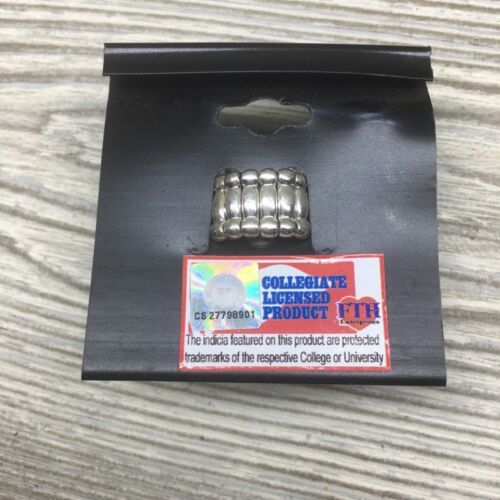 COLLEGIATE
LICENSED
PRODUCT
FTH
Enterprises
CS 27798901
The indicia featured on this product are protected
trademarks of the respective College or University